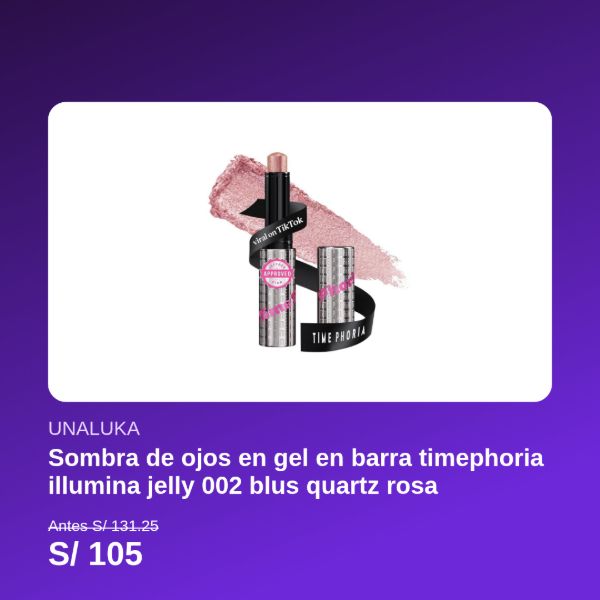 Viral on TikTok
APPROVED
TIMEPHORIA
UNALUKA
Sombra de ojos en gel en barra timephoria
illumina jelly 002 blus quartz rosa
Antes S/ 131.25
S/ 105